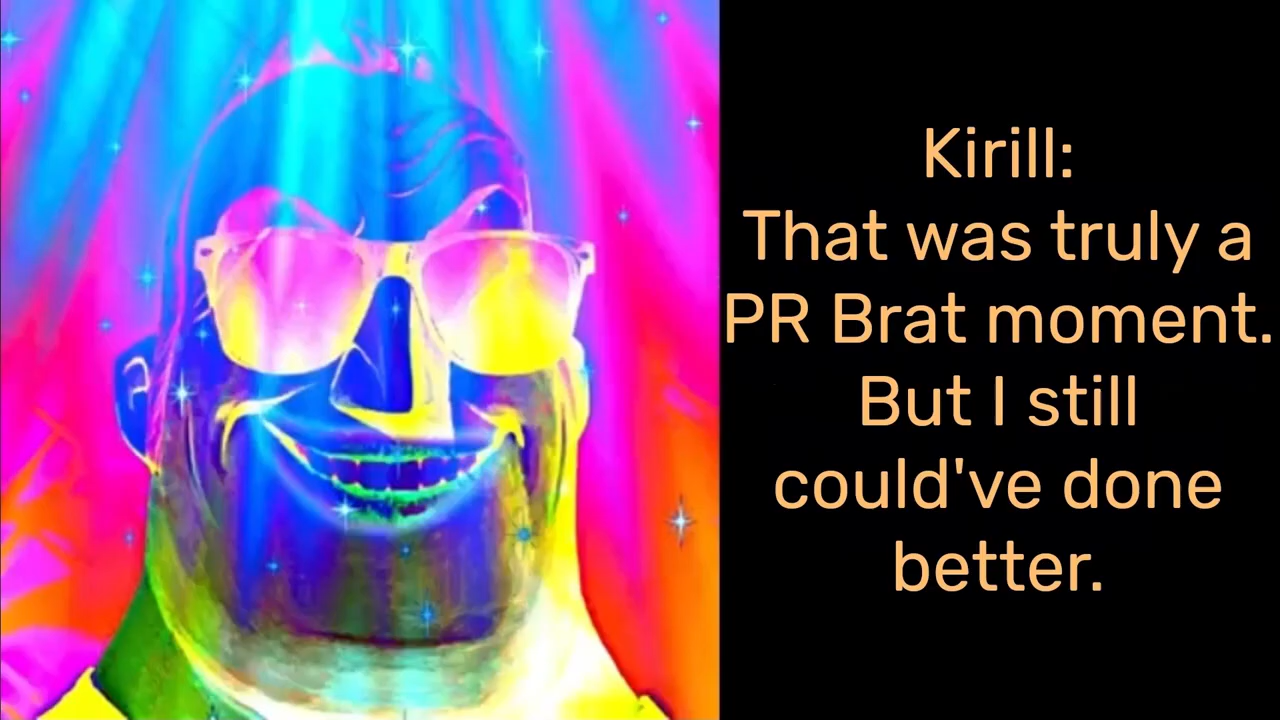 Kirill:
That was truly a
PR Brat moment.
But I still
could've done
better.